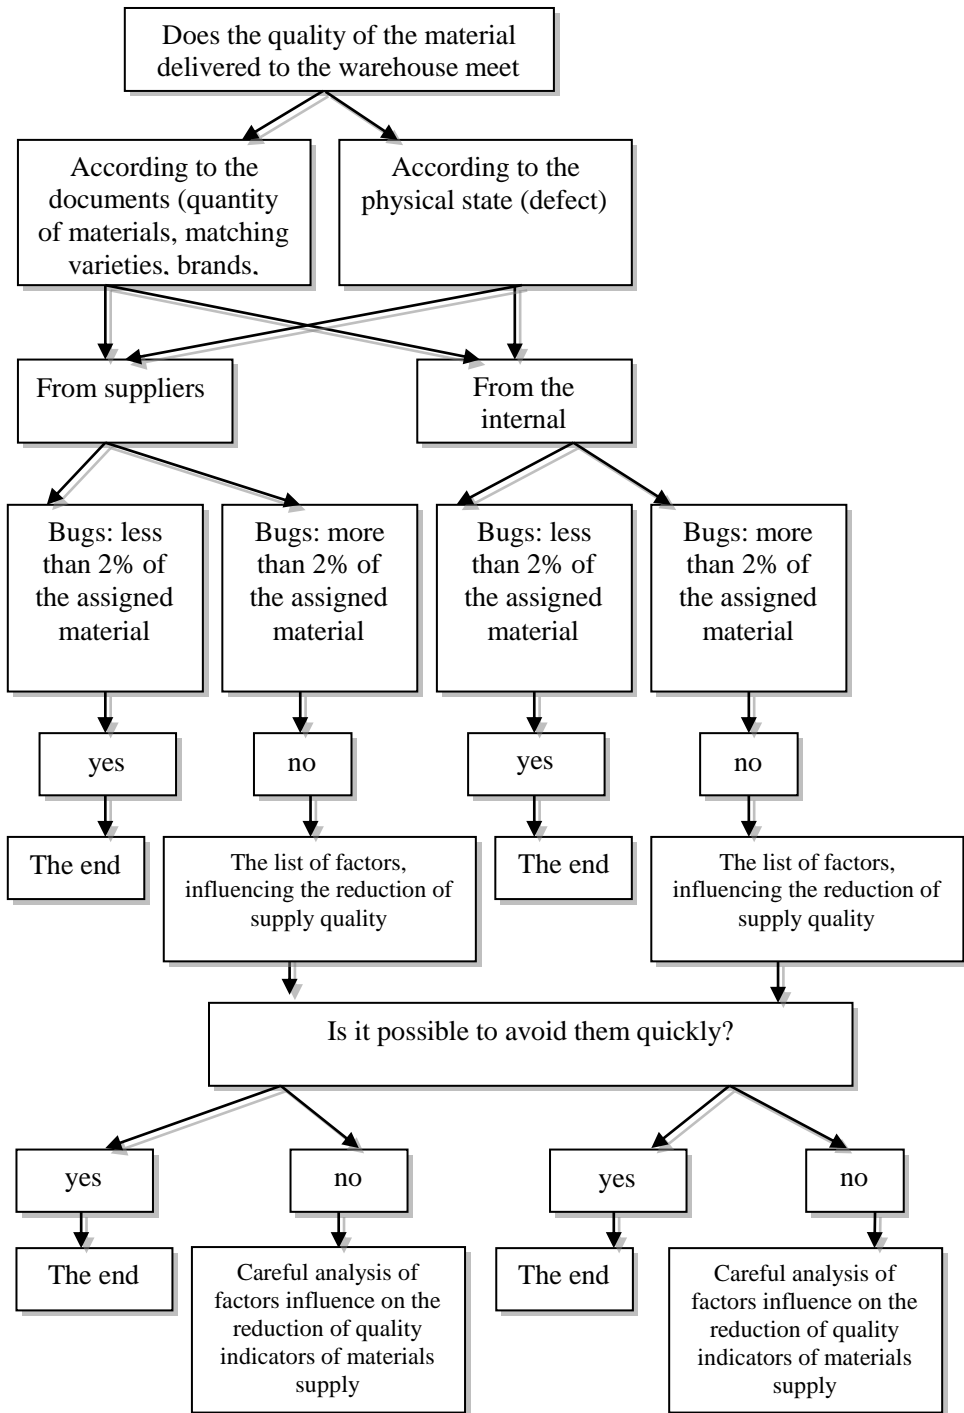 Does the quality of the material
delivered to the warehouse meet
According to the
documents (quantity
of materials, matching
varieties, brands,
According to the
physical state (defect)
From suppliers
From the
internal
Bugs: less
than 2% of
the assigned
material
Bugs: more
than 2% of
the assigned
material
Bugs: less
than 2% of
the assigned
material
Bugs: more
than 2% of
the assigned
material
yes
no
yes
no
The end
The list of factors,
influencing the reduction of
supply quality
The end
The list of factors,
influencing the reduction of
supply quality
Is it possible to avoid them quickly?
yes
no
yes
no
The end
Careful analysis of
factors influence on the
reduction of quality
indicators of materials
supply
The end
Careful analysis of
factors influence on the
reduction of quality
indicators of materials
supply